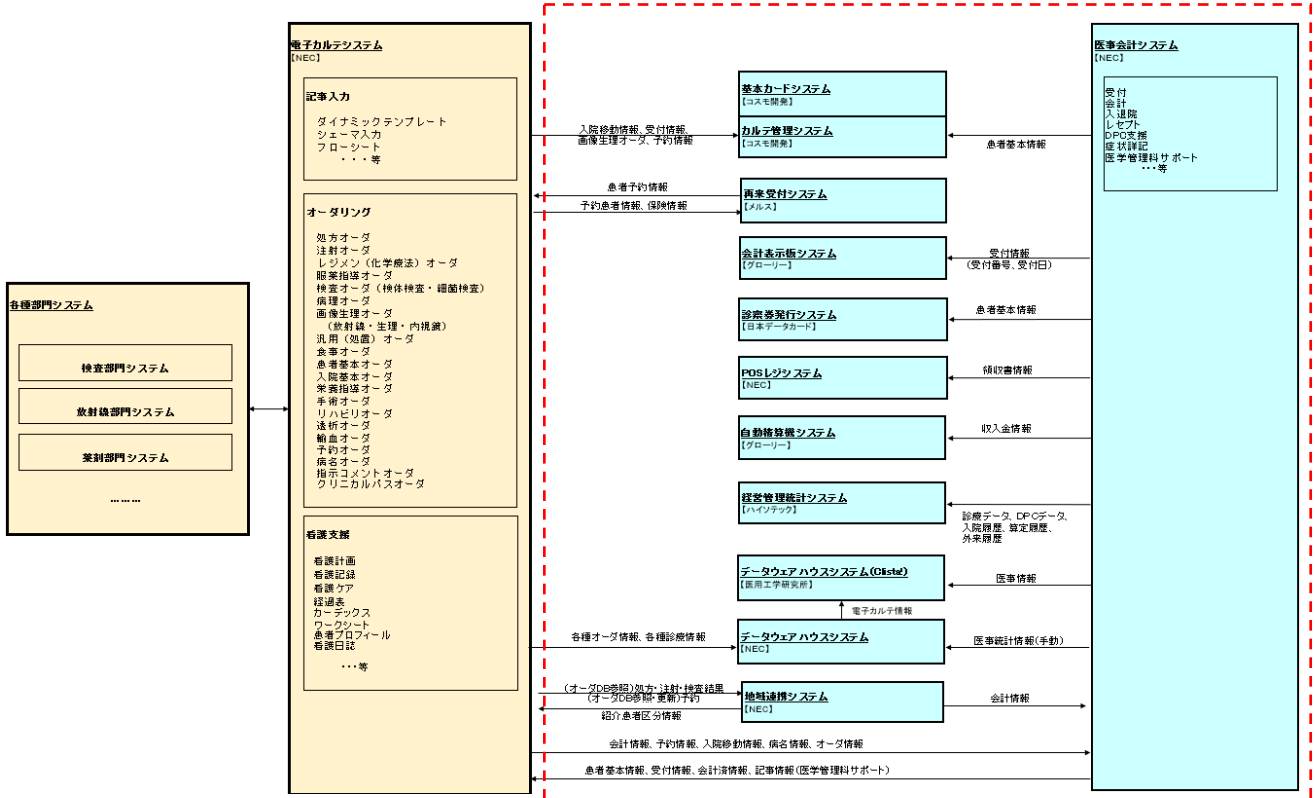 各種部門システム
検査部門システム
放射線部門システム
薬剤部門システム
………
電子カルテシステム
【NEC】
記事入力
ダイナミックテンプレート
シェーマ入力
フローシート
・・・等
オーダリング
処方オーダ
注射オーダ
レジメン（化学療法）オーダ
服薬指導オーダ
検査オーダ（検体検査・細菌検査）
病理オーダ
画像生理オーダ
（放射線・生理・内視鏡）
汎用（処置）オーダ
食事オーダ
患者基本オーダ
入院基本オーダ
栄養指導オーダ
手術オーダ
リハビリオーダ
透析オーダ
輸血オーダ
予約オーダ
病名オーダ
指示コメントオーダ
クリニカルパスオーダ
看護支援
看護計画
看護記録
看護ケア
経過表
カーデックス
ワークシート
患者プロフィール
看護日誌
・・・等
入院移動情報、受付情報、
画像生理オーダ、予約情報
患者予約情報
予約患者情報、保険情報
各種オーダ情報、各種診療情報
(オーダDB参照)処方・注射・検査結果
(オーダDB参照・更新)予約
紹介患者区分情報
会計情報、予約情報、入院移動情報、病名情報、オーダ情報
患者基本情報、受付情報、会計済情報、記事情報(医学管理料サポート)
基本カードシステム
【コスモ開発】
カルテ管理システム
【コスモ開発】
再来受付システム
【メルス】
会計表示板システム
【グローリー】
診察券発行システム
【日本データカード】
POSレジシステム
【NEC】
自動精算機システム
【グローリー】
経営管理統計システム
【ハイソテック】
データウェアハウスシステム(Clista!)
【医用工学研究所】
電子カルテ情報
データウェアハウスシステム
【NEC】
地域連携システム
【NEC】
患者基本情報
受付情報
(受付番号、受付日)
患者基本情報
領収書情報
収入金情報
診療データ、DPCデータ、
入院履歴、算定履歴、
外来履歴
医事情報
医事統計情報(手動)
会計情報
医事会計システム
【NEC】
受付
会計
入退院
レセプト
DPC支援
症状詳記
医学管理科サポート
・・・等